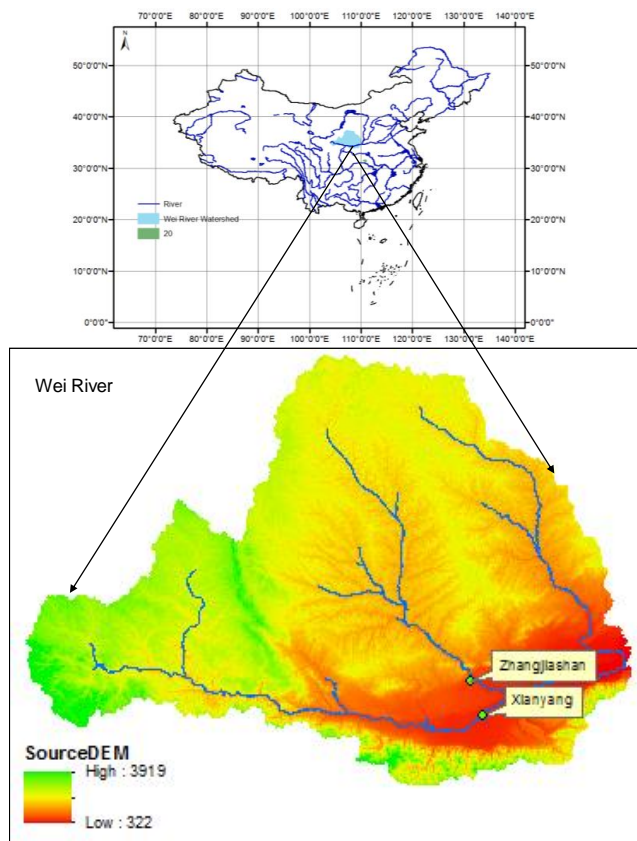 70°0'0"E 80°0'0"E 90°0'0"E 100°0'0"E 110°0'0"E 120°0'0"E 130°0'0"E 140°0'0"E
N
50°0'0"N 50°0'0"N
40°0'0"N 40°0'0"N
30°0'0"N 30°0'0"N
River
20°0'0"N 20°0'0"N
Wei River Watershed
20
10°0'0"N 10°0'0"N
0°0'0" 0°0'0"
70°0'0"E 80°0'0"E 90°0'0"E 100°0'0"E 110°0'0"E 120°0'0"E 130°0'0"E 140°0'0"E
Wei River
Zhangjiashan
Xianyang
SourceDEM
High : 3919
Low : 322